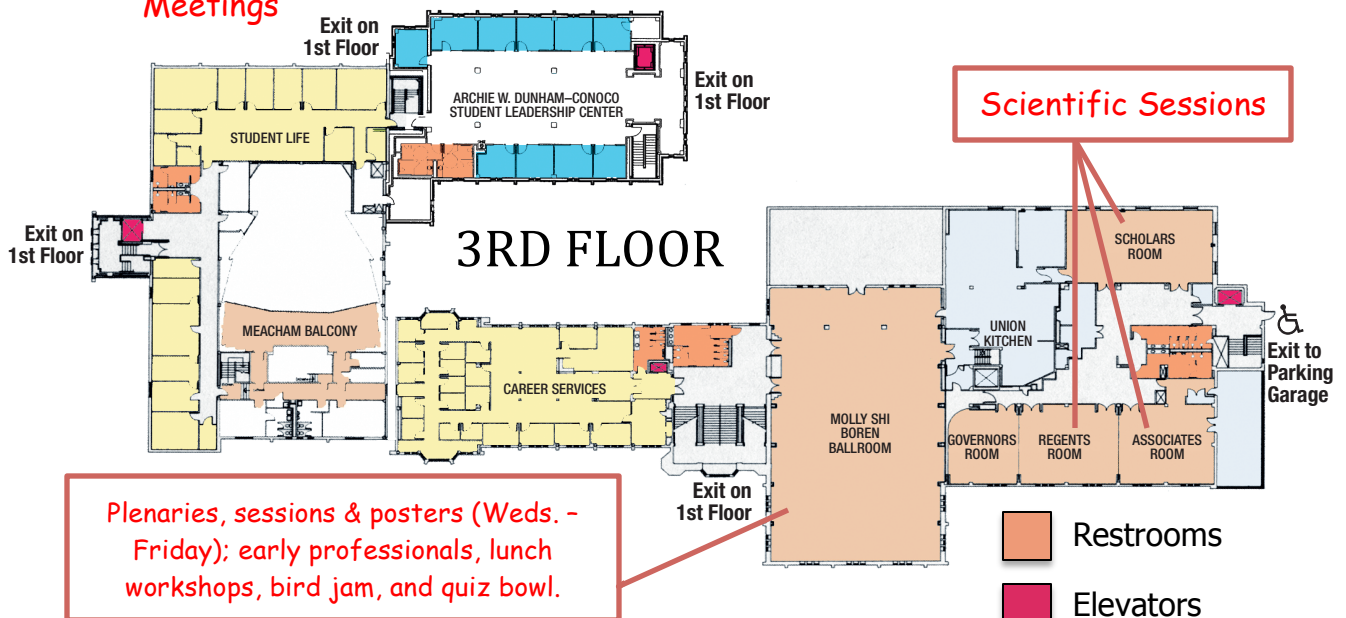 Meetings
Exit on
1st Floor
ARCHIE W. DUNHAM–CONOCO
STUDENT LEADERSHIP CENTER
Exit on
1st Floor
STUDENT LIFE
Scientific Sessions
Exit on
1st Floor
3RD FLOOR
SCHOLARS
ROOM
MEACHAM BALCONY
UNION
KITCHEN
Exit to
Parking
Garage
CAREER SERVICES
MOLLY SHI
BOREN
BALLROOM
GOVERNORS
ROOM
REGENTS
ROOM
ASSOCIATES
ROOM
Exit on
1st Floor
Plenaries, sessions & posters (Weds. –
Friday); early professionals, lunch
workshops, bird jam, and quiz bowl.
Restrooms
Elevators